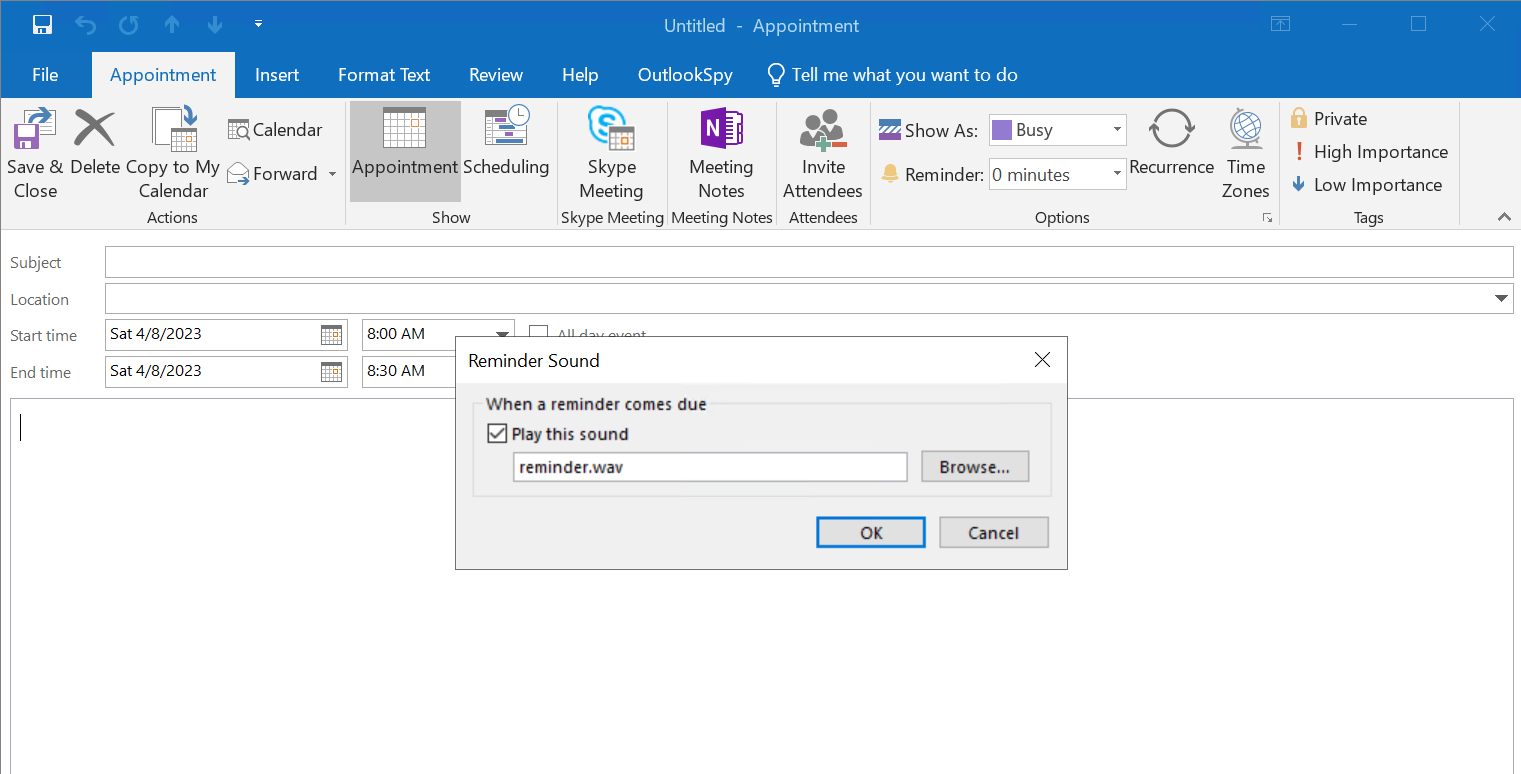 Untitled - Appointment
File Appointment Insert Format Text Review Help OutlookSpy Tell me what you want to do
Save & Close
Delete
Copy to My Calendar
Calendar
Forward
Actions
Appointment
Scheduling
Show
Skype Meeting
Skype Meeting
N
Meeting Notes
Meeting Notes
Invite Attendees
Attendees
Show As: Busy
Reminder: 0 minutes
Recurrence
Time Zones
Options
Private
High Importance
Low Importance
Tags
Subject
Location
Start time Sat 4/8/2023 8:00 AM All day event
End time Sat 4/8/2023 8:30 AM
Reminder Sound
When a reminder comes due
Play this sound
reminder.wav Browse...
OK Cancel